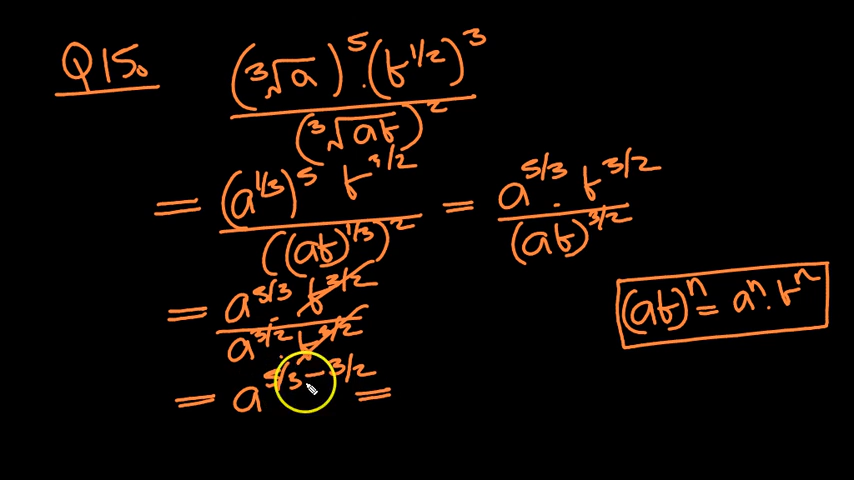 Q15.
(∛a)^5 . (b^{1/2})^3 / (∛ab)^2
= (a^{1/3})^5 b^{3/2} / ((ab)^{1/3})^2 = a^{5/3} . b^{3/2} / (ab)^{3/2}
(ab)^n = a^n . b^n
= a^{5/3} . b^{3/2} / a^{3/2} . b^{3/2}
= a^{5/3 - 3/2} =